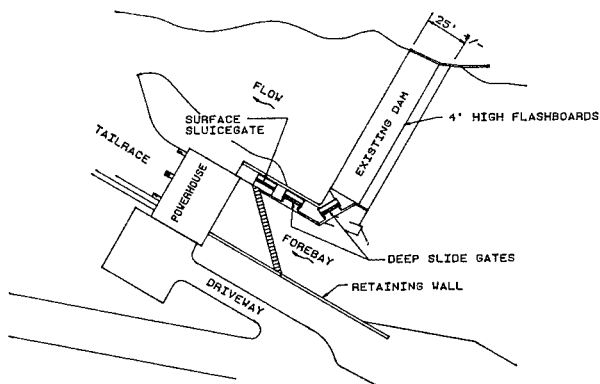 25' +/-
FLOW
SURFACE
SLUICEGATE
EXISTING DAM
4' HIGH FLASHBOARDS
TAILRACE
POWERHOUSE
FOREBAY
DEEP SLIDE GATES
RETAINING WALL
DRIVEWAY